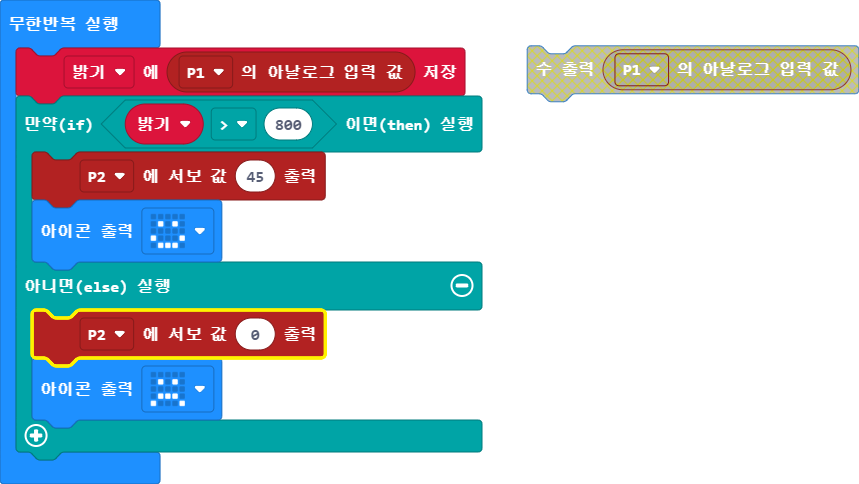 무한반복 실행
밝기 에 P1 의 아날로그 입력 값 저장
수 출력 P1 의 아날로그 입력 값
만약(if) 밝기 > 800 이면(then) 실행
P2 에 서보 값 45 출력
아이콘 출력
아니면(else) 실행
P2 에 서보 값 0 출력
아이콘 출력